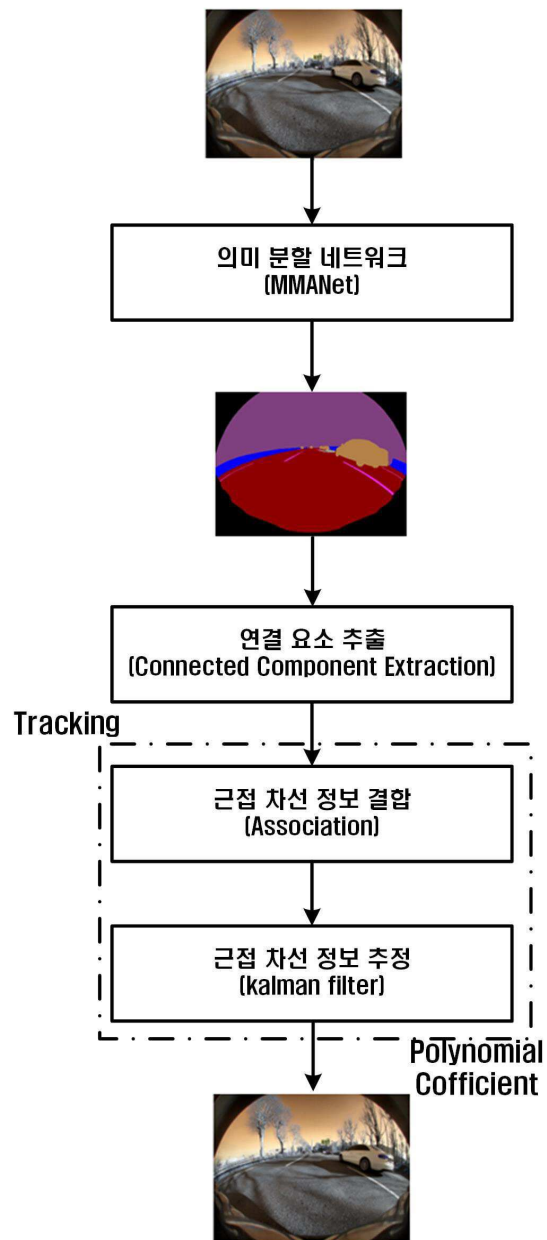 의미 분할 네트워크
(MMANet)
연결 요소 추출
(Connected Component Extraction)
Tracking
근접 차선 정보 결합
(Association)
근접 차선 정보 추정
(kalman filter)
Polynomial
Cofficient